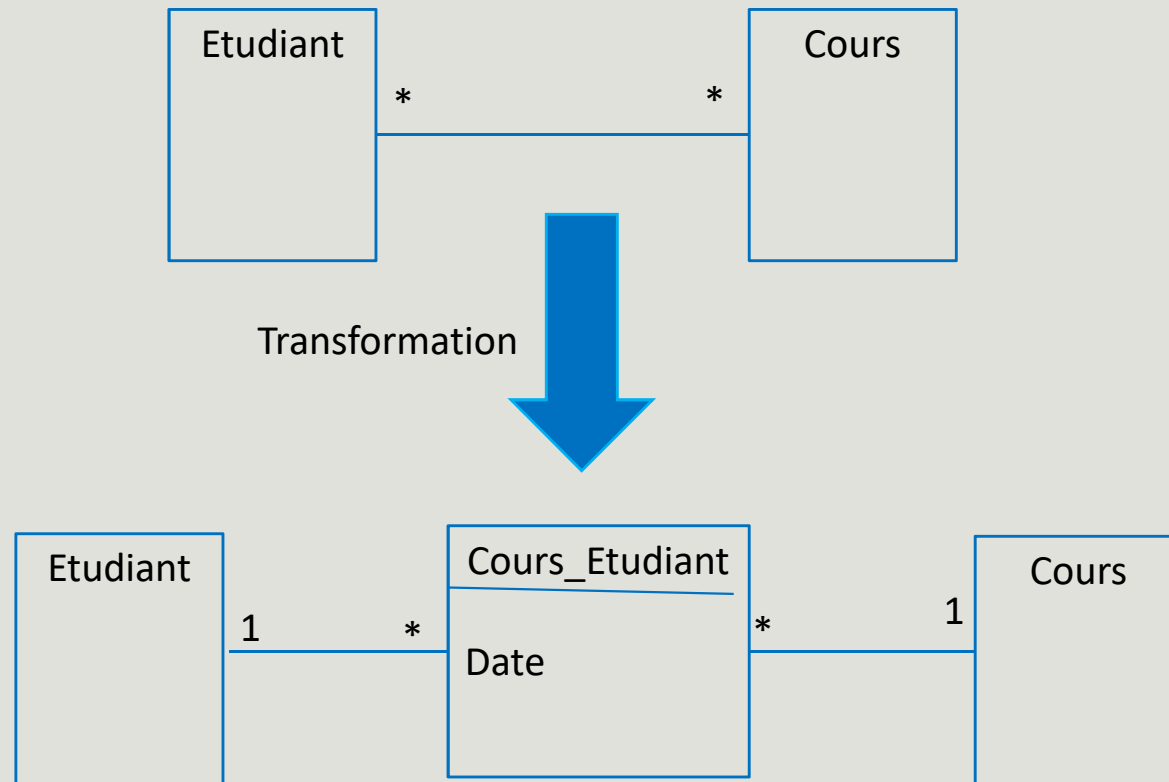 Etudiant
Cours
* *
Transformation
Etudiant
Cours_Etudiant
Cours
1 * * 1
Date